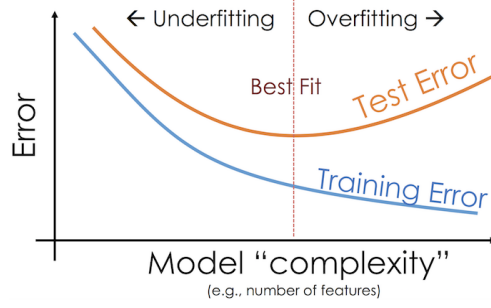 ← Underfitting Overfitting →
Best Fit
Test Error
Error
Training Error
Model “complexity”
(e.g., number of features)